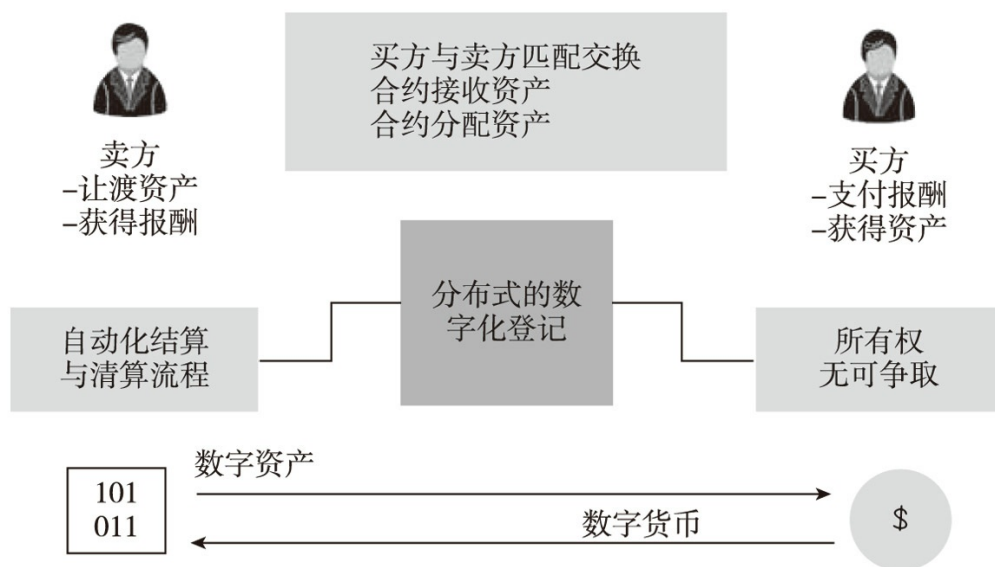 买方与卖方匹配交换
合约接收资产
合约分配资产
卖方
–让渡资产
–获得报酬
买方
–支付报酬
–获得资产
分布式的数
字化登记
自动化结算
与清算流程
所有权
无可争取
数字资产
101
011
数字货币
$